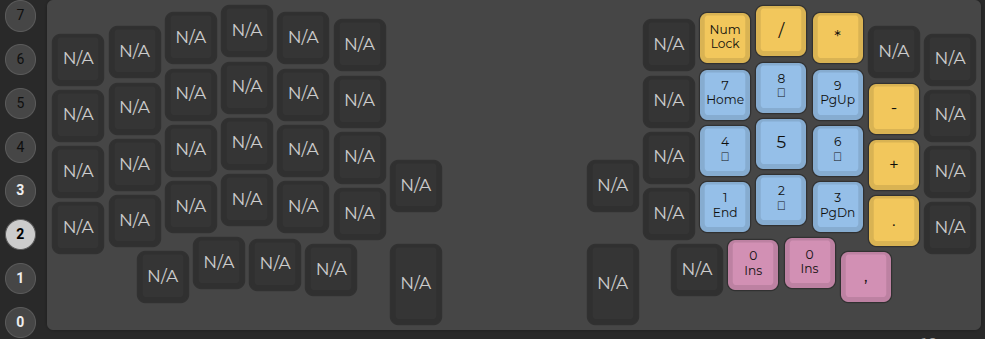 7
6
5
4
3
2
1
0
N/A N/A N/A N/A N/A N/A
N/A Num Lock / * N/A N/A
N/A N/A N/A N/A N/A N/A
N/A 7 Home 8 9 PgUp - N/A
N/A N/A N/A N/A N/A N/A
N/A 4 5 6 + N/A
N/A N/A N/A N/A N/A N/A N/A
N/A N/A 1 End 2 3 PgDn . N/A
N/A N/A N/A N/A N/A
N/A N/A 0 Ins 0 Ins ,